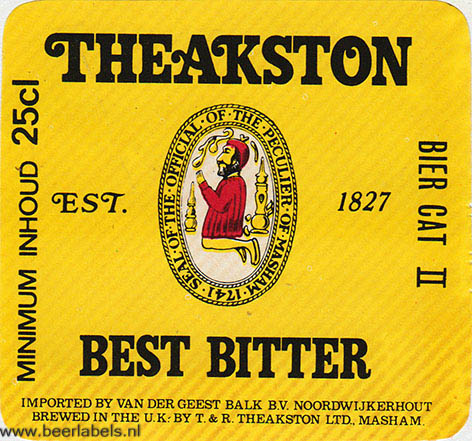 THEAKSTON
MINIMUM INHOUD 25cl
SEAL·OF·THE·OFFICIAL·OF·THE·PECULIER·OF·MASHAM·1741
EST.
1827
BIER CAT II
BEST BITTER
IMPORTED BY VAN DER GEEST BALK B.V. NOORDWIJKERHOUT
BREWED IN THE U.K: BY T. & R. THEAKSTON LTD., MASHAM.
www.beerlabels.nl